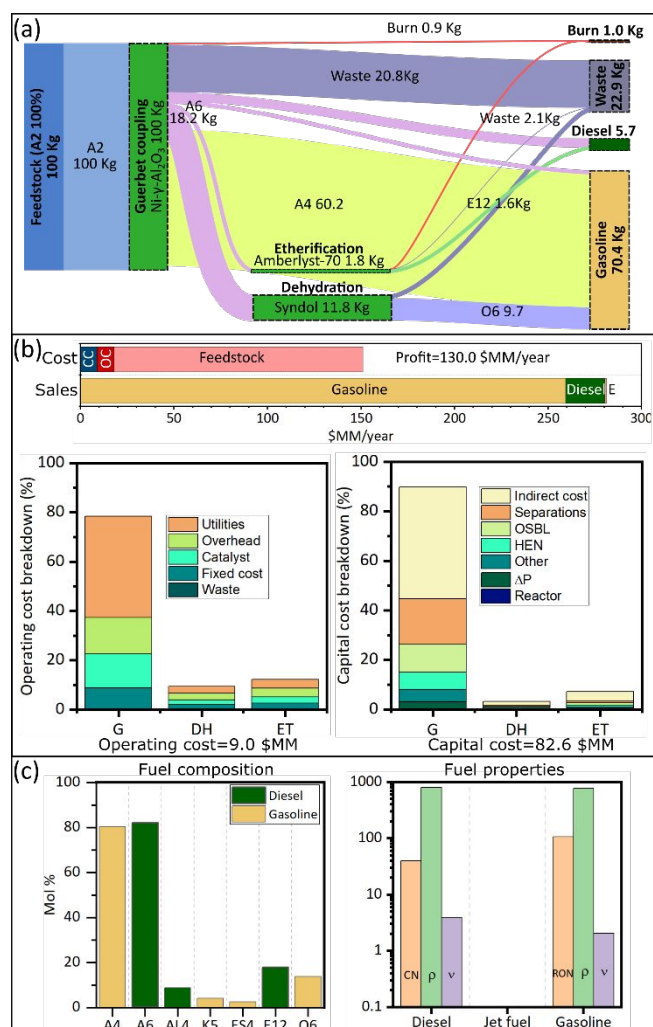 (a)
Burn 0.9 Kg
Burn 1.0 Kg
Feedstock (A2 100%)
100 Kg
A2
100 Kg
Guerbet coupling
Ni-γ-Al₂O₃ 100 Kg
Waste 20.8Kg
Waste
22.9 Kg
A6
18.2 Kg
Waste 2.1Kg
Diesel 5.7
A4 60.2
E12 1.6Kg
Gasoline
70.4 Kg
Etherification
Amberlyst-70 1.8 Kg
Dehydration
Syndol 11.8 Kg
O6 9.7
(b)
Cost
CC
OC
Feedstock
Profit=130.0 $MM/year
Sales
Gasoline
Diesel
E
0 50 100 150 200 250 300
$MM/year
Operating cost breakdown (%)
100
80
60
40
20
0
Utilities
Overhead
Catalyst
Fixed cost
Waste
G DH ET
Operating cost=9.0 $MM
Capital cost breakdown (%)
100
80
60
40
20
0
Indirect cost
Separations
OSBL
HEN
Other
ΔP
Reactor
G DH ET
Capital cost=82.6 $MM
(c)
Fuel composition
Mol %
100
80
60
40
20
0
Diesel
Gasoline
A4 A6 AL4 K5 ES4 E12 O6
Fuel properties
1000
100
10
1
0.1
CN ρ ν
RON ρ ν
Diesel Jet fuel Gasoline